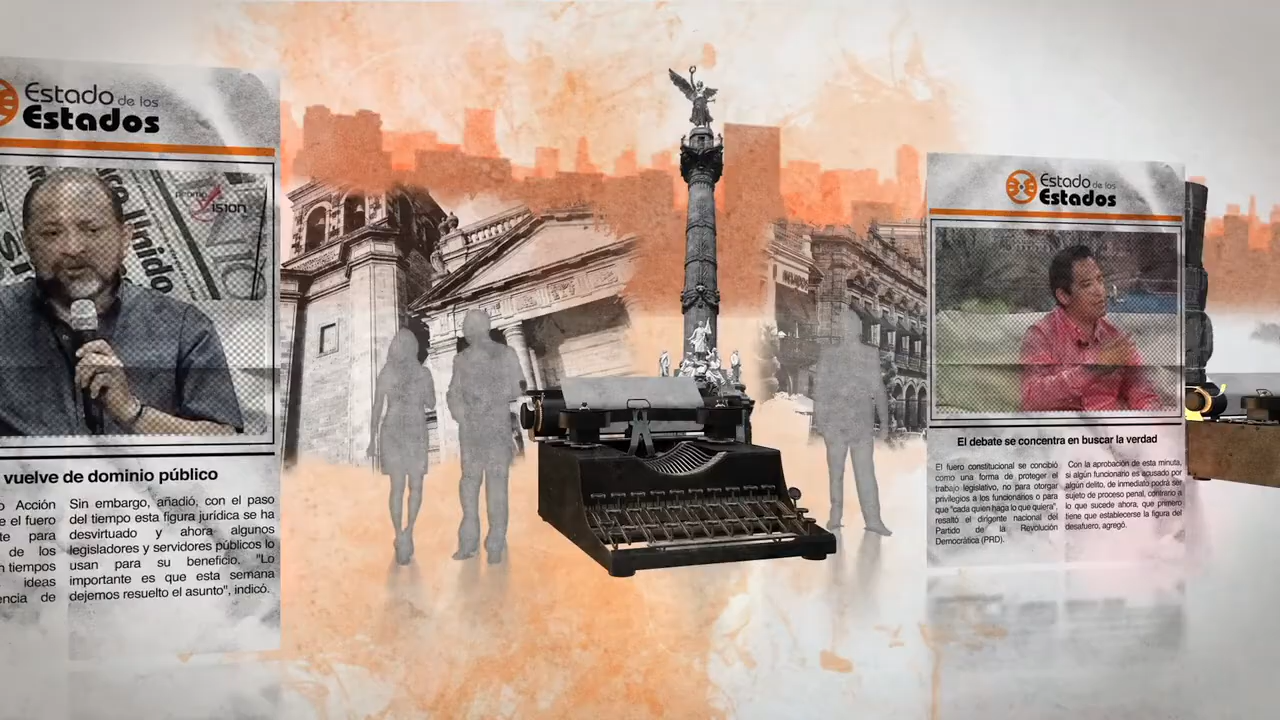 Estado de los
Estados
promo
Visión
Unido
vuelve de dominio público
o Acción
e el fuero
te para
de los
n tiempos
ideas
encia de
Sin embargo, añadió, con el paso
del tiempo esta figura jurídica se ha
desvirtuado y ahora algunos
legisladores y servidores públicos lo
usan para su beneficio. "Lo
importante es que esta semana
dejemos resuelto el asunto", indicó.
Estado de los
Estados
El debate se concentra en buscar la verdad
El fuero constitucional se concibió
como una forma de proteger el
trabajo legislativo, no para otorgar
privilegios a los funcionarios o para
que "cada quien haga lo que quiera",
resaltó el dirigente nacional del
Partido de la Revolución
Democrática (PRD).
Con la aprobación de esta minuta,
si algún funcionario es acusado por
algún delito, de inmediato podrá ser
sujeto de proceso penal, contrario a
lo que sucede ahora, que primero
tiene que establecerse la figura del
desafuero, agregó.